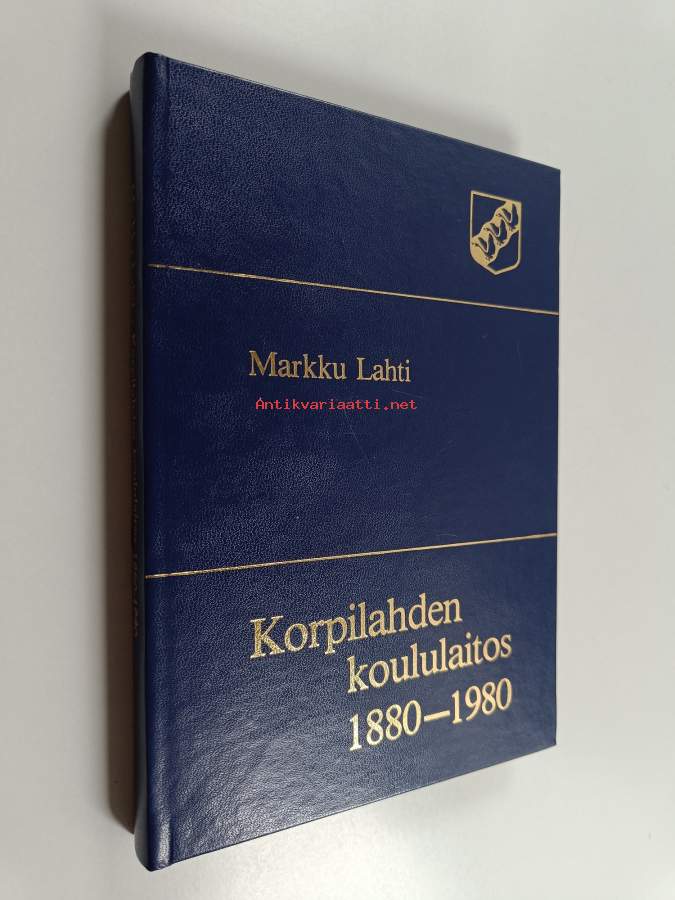 Markku Lahti
Antikvariaatti.net
Korpilahden
koululaitos
1880–1980